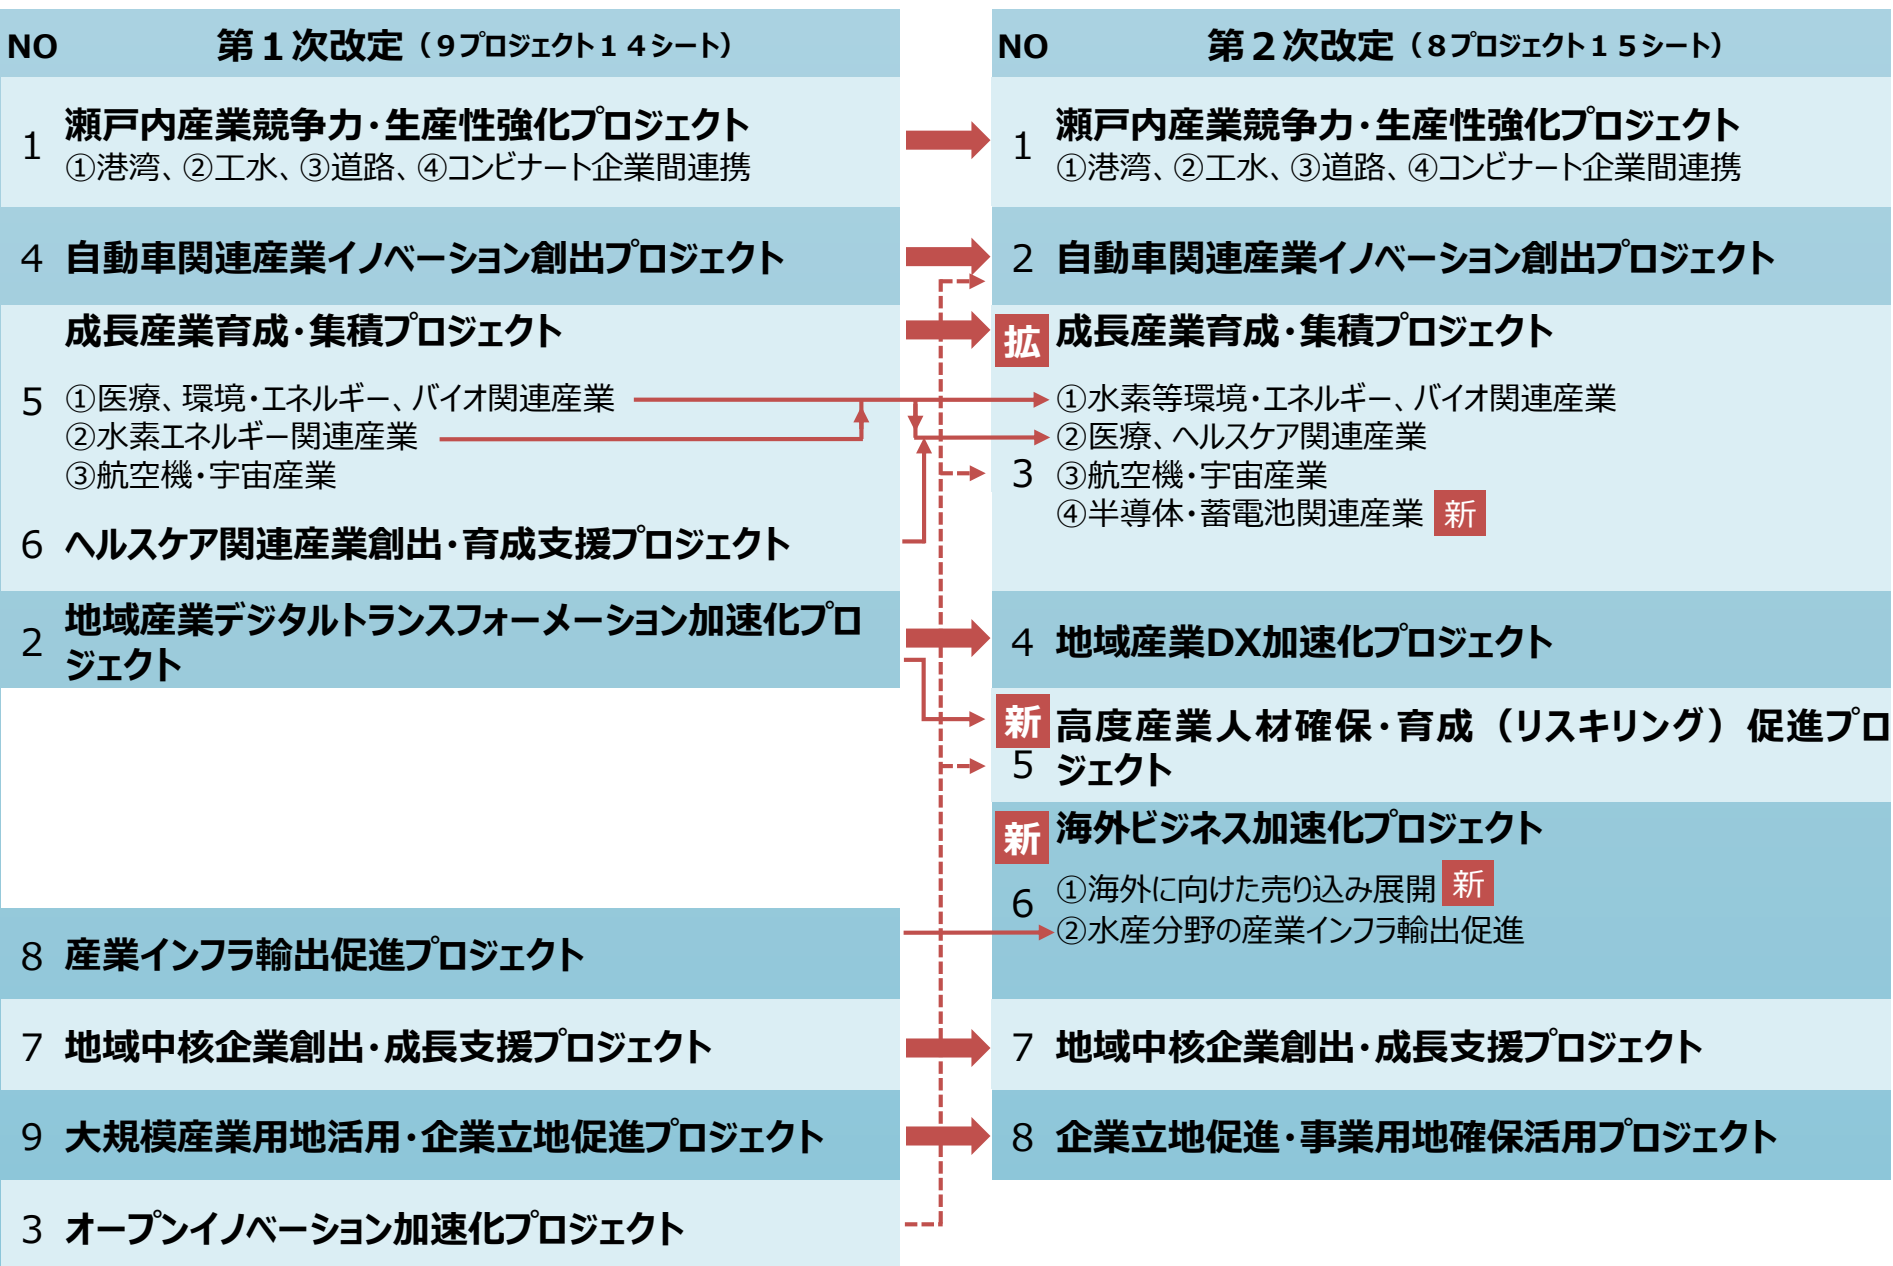 NO 第１次改定（９プロジェクト１４シート）
1 瀬戸内産業競争力・生産性強化プロジェクト
①港湾、②工水、③道路、④コンビナート企業間連携
4 自動車関連産業イノベーション創出プロジェクト
成長産業育成・集積プロジェクト
5 ①医療、環境・エネルギー、バイオ関連産業
②水素エネルギー関連産業
③航空機・宇宙産業
6 ヘルスケア関連産業創出・育成支援プロジェクト
2 地域産業デジタルトランスフォーメーション加速化プロ
ジェクト
8 産業インフラ輸出促進プロジェクト
7 地域中核企業創出・成長支援プロジェクト
9 大規模産業用地活用・企業立地促進プロジェクト
3 オープンイノベーション加速化プロジェクト
NO 第２次改定（８プロジェクト１５シート）
1 瀬戸内産業競争力・生産性強化プロジェクト
①港湾、②工水、③道路、④コンビナート企業間連携
2 自動車関連産業イノベーション創出プロジェクト
拡 成長産業育成・集積プロジェクト
①水素等環境・エネルギー、バイオ関連産業
②医療、ヘルスケア関連産業
3 ③航空機・宇宙産業
④半導体・蓄電池関連産業 新
4 地域産業DX加速化プロジェクト
新 高度産業人材確保・育成（リスキリング）促進プロ
5 ジェクト
新 海外ビジネス加速化プロジェクト
6 ①海外に向けた売り込み展開 新
②水産分野の産業インフラ輸出促進
7 地域中核企業創出・成長支援プロジェクト
8 企業立地促進・事業用地確保活用プロジェクト